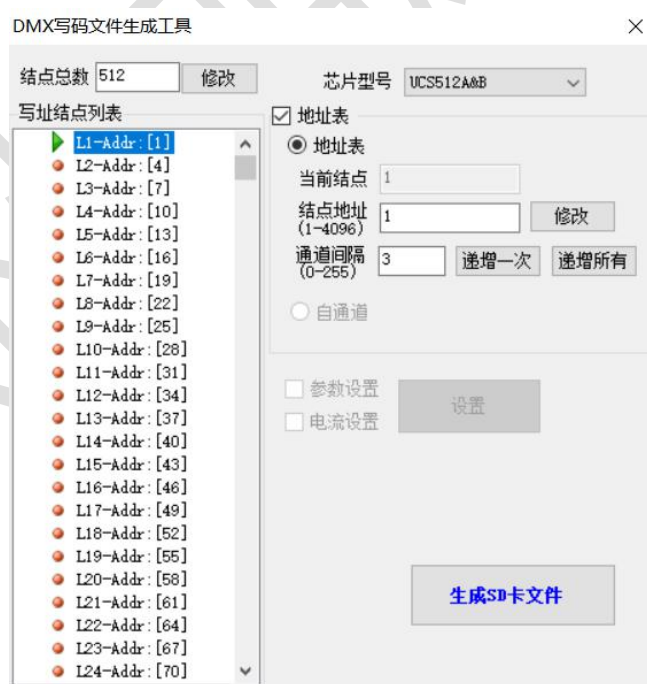 DMX写码文件生成工具
结点总数 512 修改 芯片型号 UCS512A&B
写址结点列表
L1-Addr:[1]
L2-Addr:[4]
L3-Addr:[7]
L4-Addr:[10]
L5-Addr:[13]
L6-Addr:[16]
L7-Addr:[19]
L8-Addr:[22]
L9-Addr:[25]
L10-Addr:[28]
L11-Addr:[31]
L12-Addr:[34]
L13-Addr:[37]
L14-Addr:[40]
L15-Addr:[43]
L16-Addr:[46]
L17-Addr:[49]
L18-Addr:[52]
L19-Addr:[55]
L20-Addr:[58]
L21-Addr:[61]
L22-Addr:[64]
L23-Addr:[67]
L24-Addr:[70]
地址表
地址表
当前结点 1
结点地址 1 修改
(1-4096)
通道间隔 3 递增一次 递增所有
(0-255)
自通道
参数设置
电流设置
设置
生成SD卡文件